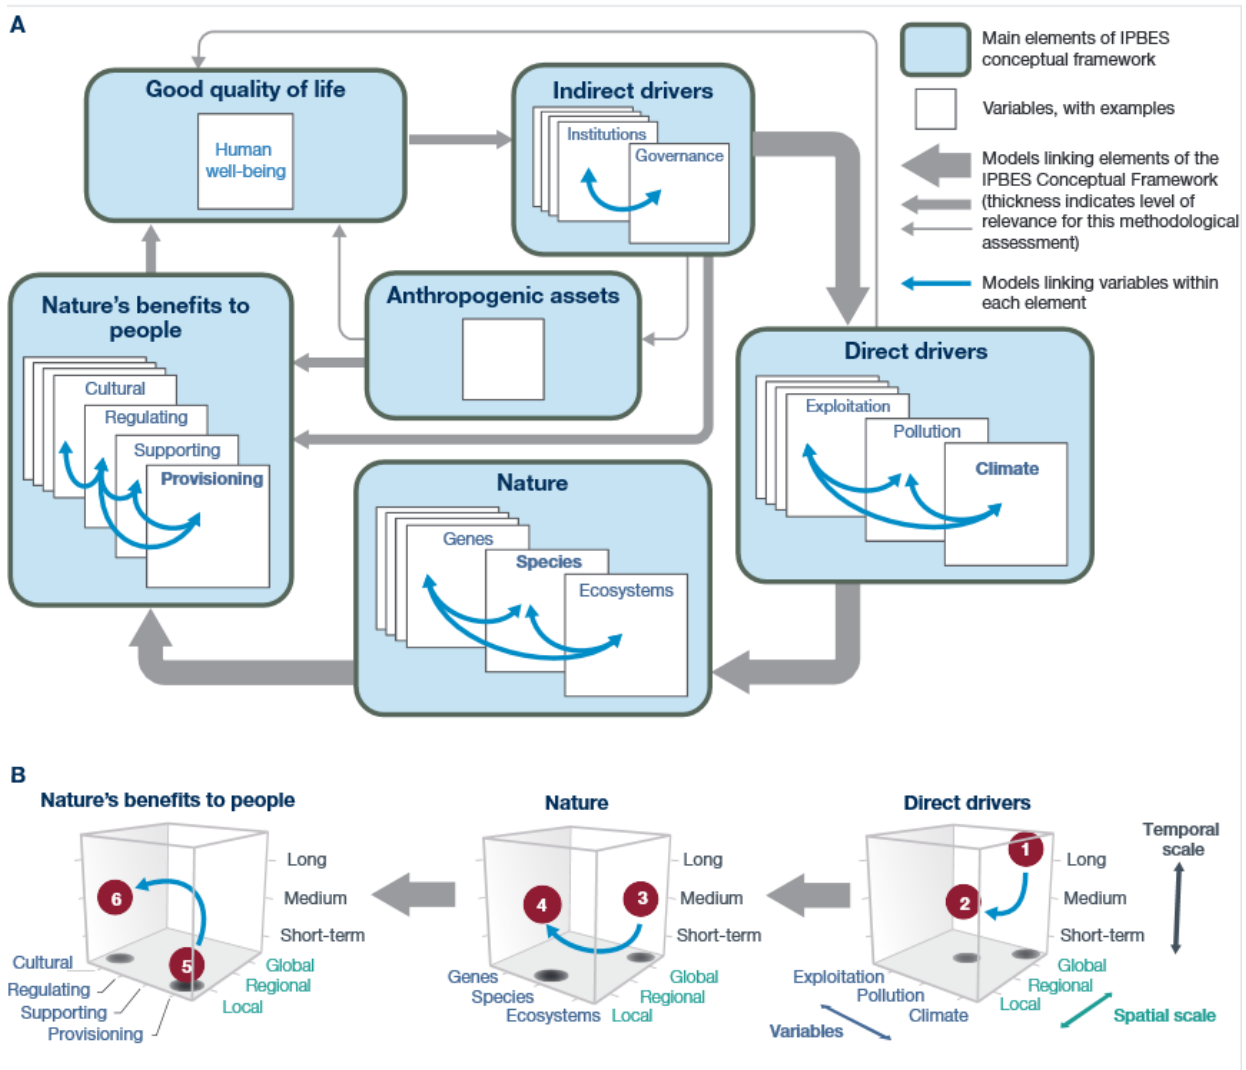 A
Good quality of life
Human
well-being
Indirect drivers
Institutions
Governance
Main elements of IPBES
conceptual framework
Variables, with examples
Models linking elements of the
IPBES Conceptual Framework
(thickness indicates level of
relevance for this methodological
assessment)
Models linking variables within
each element
Nature's benefits to
people
Cultural
Regulating
Supporting
Provisioning
Anthropogenic assets
Direct drivers
Exploitation
Pollution
Climate
Nature
Genes
Species
Ecosystems
B
Nature's benefits to people
6
5
Long
Medium
Short-term
Cultural
Regulating
Supporting
Provisioning
Global
Regional
Local
Nature
4
3
Long
Medium
Short-term
Genes
Species
Ecosystems
Global
Regional
Local
Direct drivers
1
2
Long
Medium
Short-term
Exploitation
Pollution
Climate
Global
Regional
Local
Variables
Temporal
scale
Spatial scale